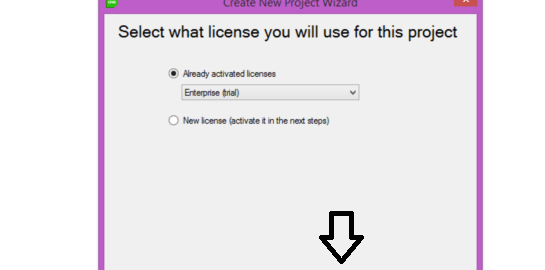 Create New Project Wizard
Select what license you will use for this project
Already activated licenses
Enterprise (trial)
New license (activate it in the next steps)